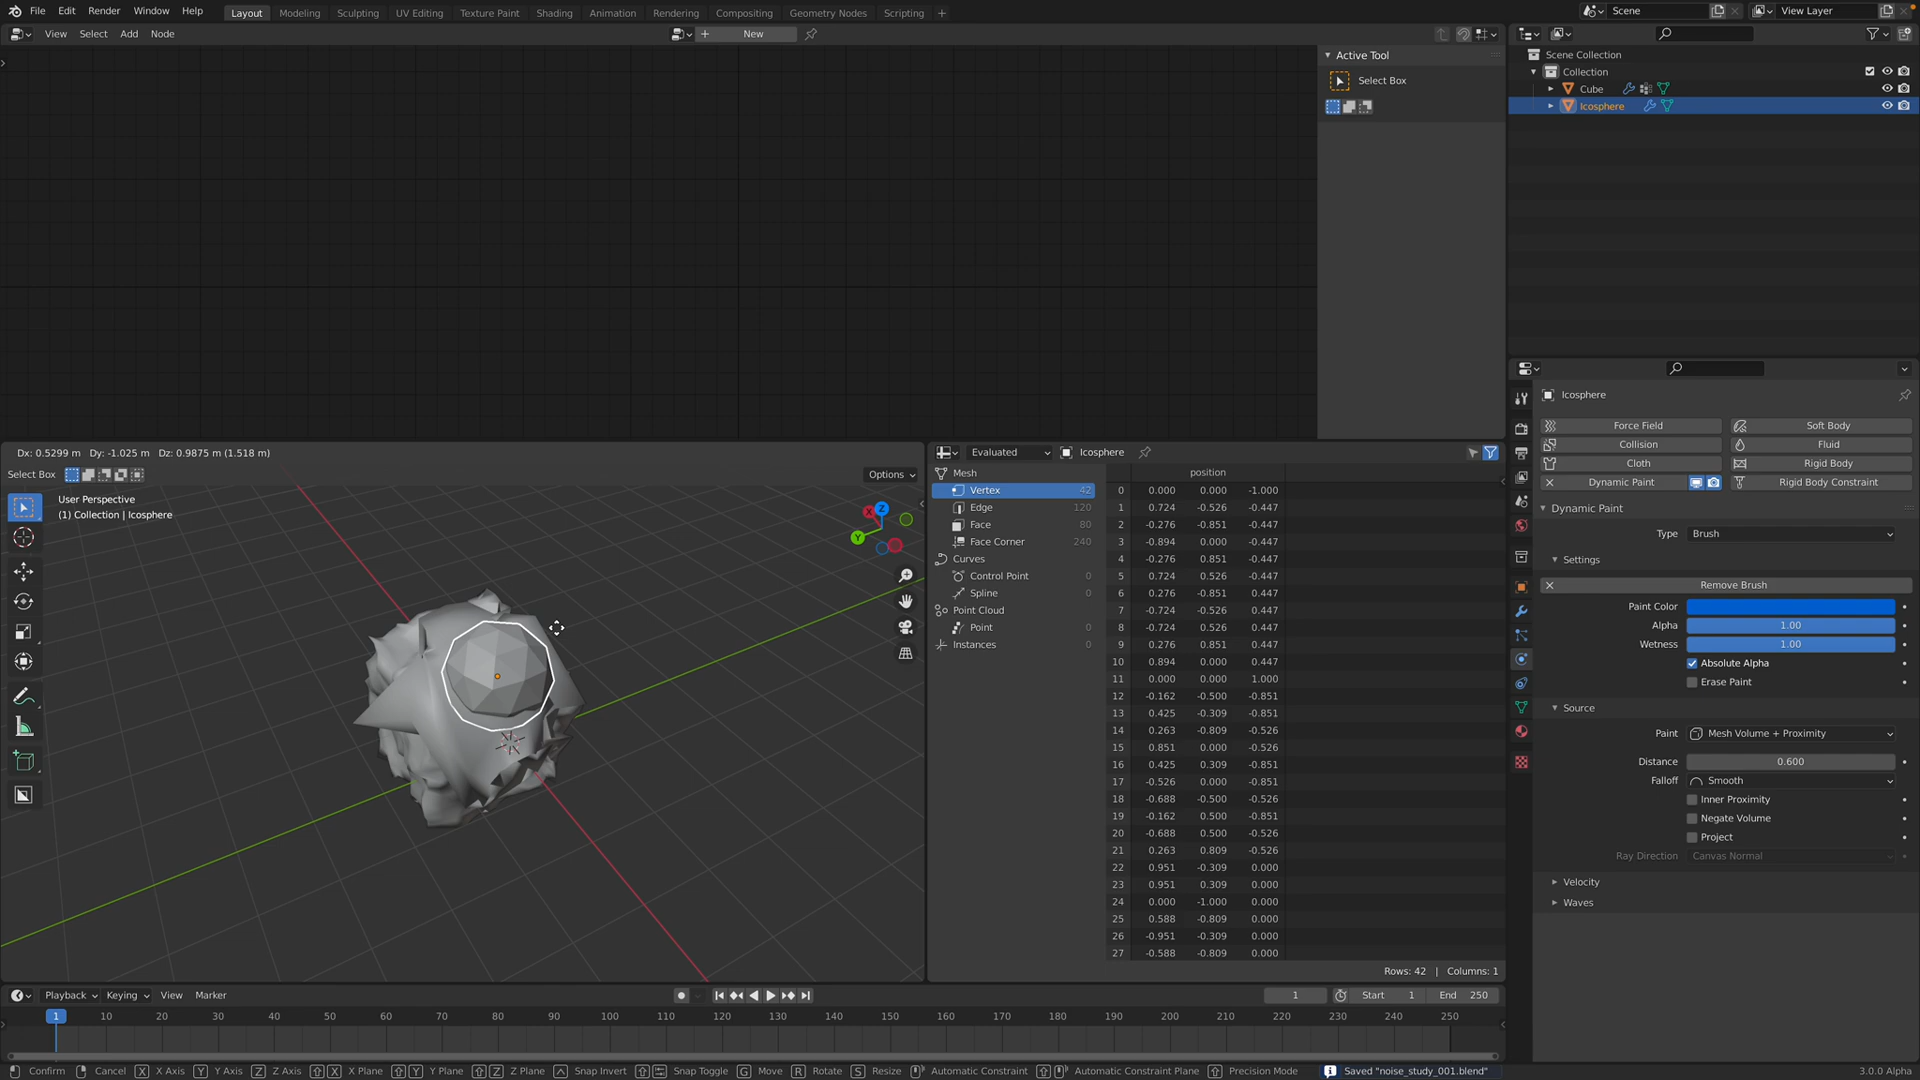 File Edit Render Window Help Layout Modeling Sculpting UV Editing Texture Paint Shading Animation Rendering Compositing Geometry Nodes Scripting + Scene View Layer
View Select Add Node + New
Active Tool
Select Box
Scene Collection
Collection
Cube
Icosphere
Icosphere
Force Field Soft Body
Collision Fluid
Cloth Rigid Body
Dynamic Paint Rigid Body Constraint
Dynamic Paint
Type Brush
Settings
Remove Brush
Paint Color
Alpha 1.00
Wetness 1.00
Absolute Alpha
Erase Paint
Source
Paint Mesh Volume + Proximity
Distance 0.600
Falloff Smooth
Inner Proximity
Negate Volume
Project
Ray Direction Canvas Normal
Velocity
Waves
Dx: 0.5299 m Dy: -1.025 m Dz: 0.9875 m (1.518 m)
Select Box Options
User Perspective
(1) Collection | Icosphere
X Z Y
Evaluated Icosphere
Mesh
Vertex 42
Edge 120
Face 80
Face Corner 240
Curves
Control Point 0
Spline 0
Point Cloud
Point 0
Instances 0
position
0 0.000 0.000 -1.000
1 0.724 -0.526 -0.447
2 -0.276 -0.851 -0.447
3 -0.894 0.000 -0.447
4 -0.276 0.851 -0.447
5 0.724 0.526 -0.447
6 0.276 -0.851 0.447
7 -0.724 -0.526 0.447
8 -0.724 0.526 0.447
9 0.276 0.851 0.447
10 0.894 0.000 0.447
11 0.000 0.000 1.000
12 -0.162 -0.500 -0.851
13 0.425 -0.309 -0.851
14 0.263 -0.809 -0.526
15 0.851 0.000 -0.526
16 0.425 0.309 -0.851
17 -0.526 0.000 -0.851
18 -0.688 -0.500 -0.526
19 -0.162 0.500 -0.851
20 -0.688 0.500 -0.526
21 0.263 0.809 -0.526
22 0.951 -0.309 0.000
23 0.951 0.309 0.000
24 0.000 -1.000 0.000
25 0.588 -0.809 0.000
26 -0.951 -0.309 0.000
27 -0.588 -0.809 0.000
Rows: 42 | Columns: 1
Playback Keying View Marker 1 Start 1 End 250
1 10 20 30 40 50 60 70 80 90 100 110 120 130 140 150 160 170 180 190 200 210 220 230 240 250
Confirm Cancel X X Axis Y Y Axis Z Z Axis X X Plane Y Y Plane Z Z Plane Snap Invert Snap Toggle G Move R Rotate S Resize Automatic Constraint Automatic Constraint Plane Precision Mode Saved "noise_study_001.blend" 3.0.0 Alpha